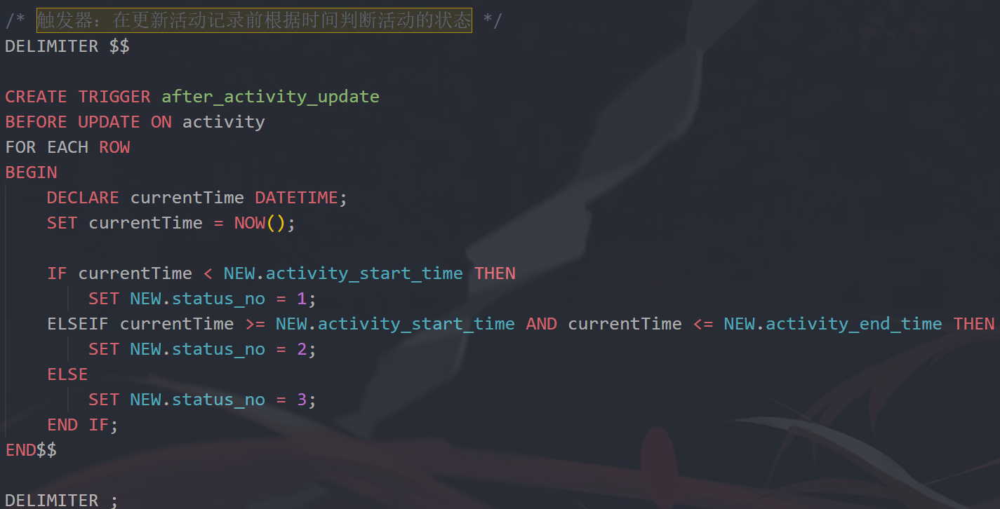 /* 触发器：在更新活动记录前根据时间判断活动的状态 */
DELIMITER $$
CREATE TRIGGER after_activity_update
BEFORE UPDATE ON activity
FOR EACH ROW
BEGIN
DECLARE currentTime DATETIME;
SET currentTime = NOW();
IF currentTime < NEW.activity_start_time THEN
SET NEW.status_no = 1;
ELSEIF currentTime >= NEW.activity_start_time AND currentTime <= NEW.activity_end_time THEN
SET NEW.status_no = 2;
ELSE
SET NEW.status_no = 3;
END IF;
END$$
DELIMITER ;